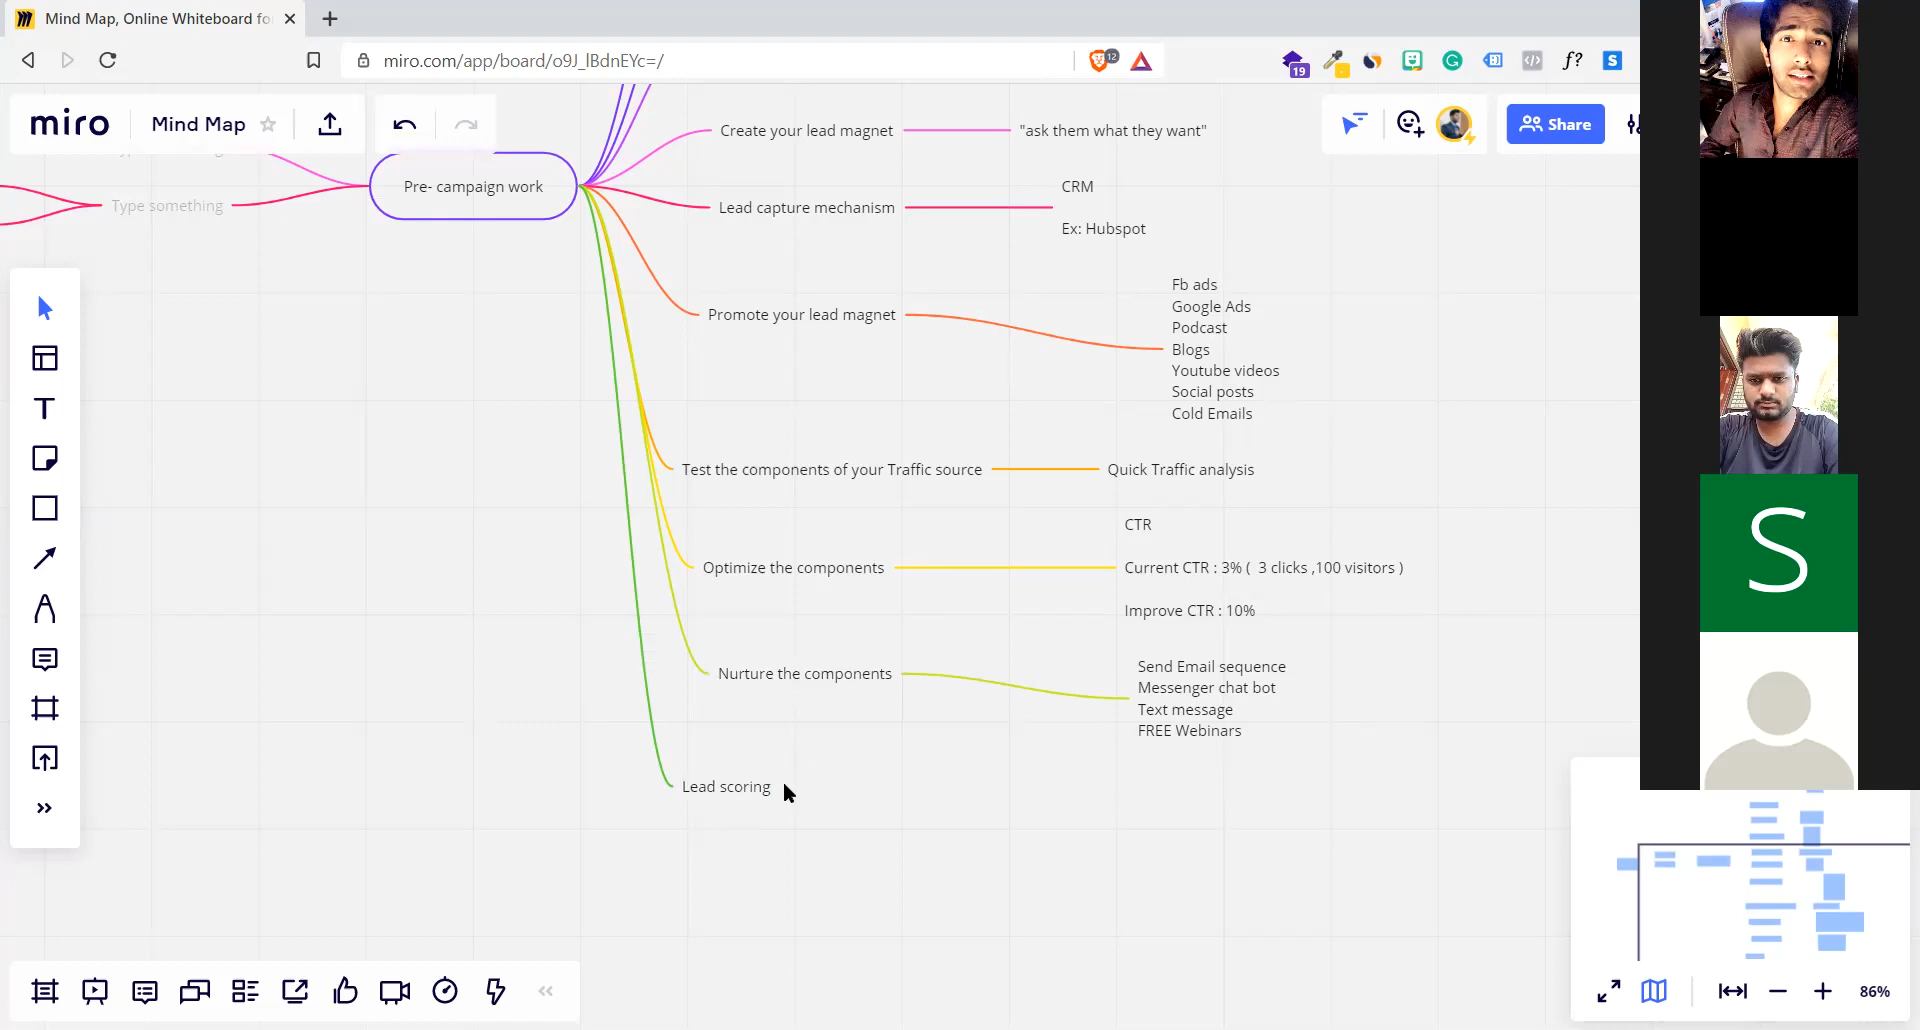 Mind Map, Online Whiteboard fo
miro.com/app/board/o9J_lBdnEYc=/
12
19
f?
S
miro
Mind Map
Share
Type something
Pre- campaign work
Create your lead magnet
"ask them what they want"
Lead capture mechanism
CRM
Ex: Hubspot
Promote your lead magnet
Fb ads
Google Ads
Podcast
Blogs
Youtube videos
Social posts
Cold Emails
Test the components of your Traffic source
Quick Traffic analysis
Optimize the components
CTR
Current CTR : 3% ( 3 clicks ,100 visitors )
Improve CTR : 10%
Nurture the components
Send Email sequence
Messenger chat bot
Text message
FREE Webinars
Lead scoring
S
86%